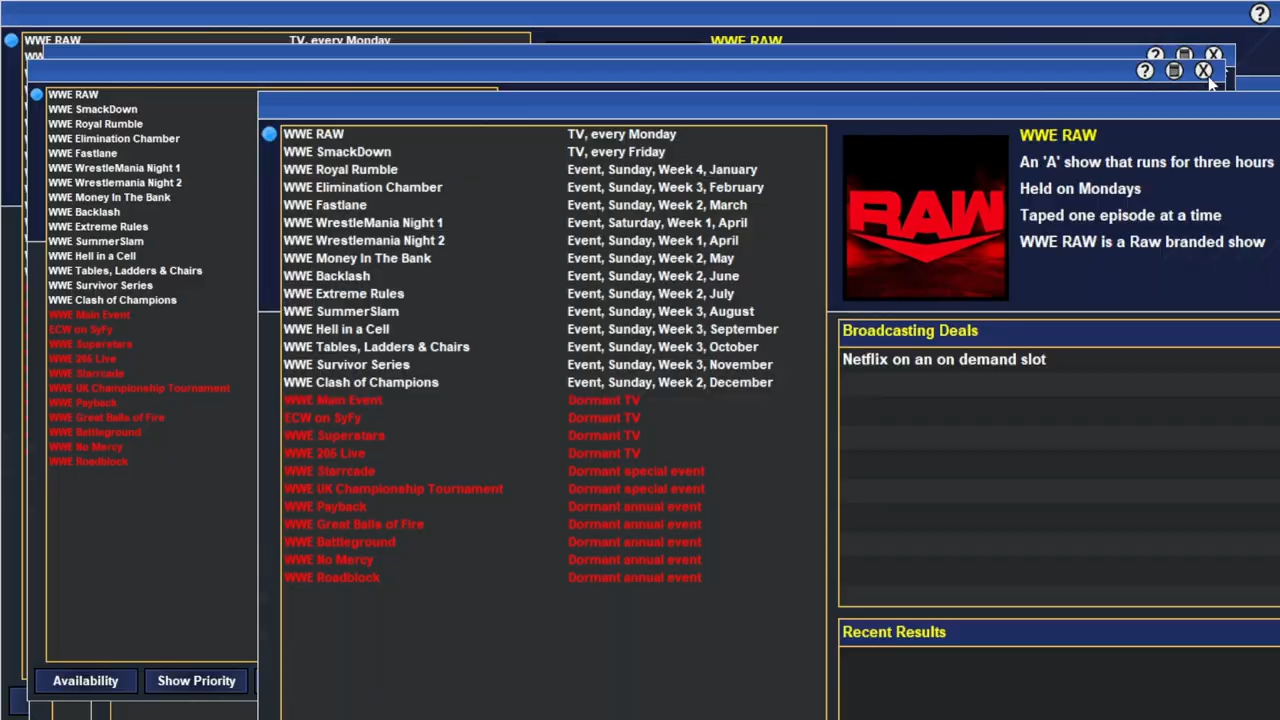 ?
WWE RAW
TV, every Monday
WWE RAW
WW
?
X
?
X
WWE RAW
WWE SmackDown
WWE Royal Rumble
WWE Elimination Chamber
WWE Fastlane
WWE WrestleMania Night 1
WWE Wrestlemania Night 2
WWE Money In The Bank
WWE Backlash
WWE Extreme Rules
WWE SummerSlam
WWE Hell in a Cell
WWE Tables, Ladders & Chairs
WWE Survivor Series
WWE Clash of Champions
WWE Main Event
ECW on SyFy
WWE Superstars
WWE 205 Live
WWE Starrcade
WWE UK Championship Tournament
WWE Payback
WWE Great Balls of Fire
WWE Battleground
WWE No Mercy
WWE Roadblock
Availability
Show Priority
WWE RAW TV, every Monday
WWE SmackDown TV, every Friday
WWE Royal Rumble Event, Sunday, Week 4, January
WWE Elimination Chamber Event, Sunday, Week 3, February
WWE Fastlane Event, Sunday, Week 2, March
WWE WrestleMania Night 1 Event, Saturday, Week 1, April
WWE Wrestlemania Night 2 Event, Sunday, Week 1, April
WWE Money In The Bank Event, Sunday, Week 2, May
WWE Backlash Event, Sunday, Week 2, June
WWE Extreme Rules Event, Sunday, Week 2, July
WWE SummerSlam Event, Sunday, Week 3, August
WWE Hell in a Cell Event, Sunday, Week 3, September
WWE Tables, Ladders & Chairs Event, Sunday, Week 3, October
WWE Survivor Series Event, Sunday, Week 3, November
WWE Clash of Champions Event, Sunday, Week 2, December
WWE Main Event Dormant TV
ECW on SyFy Dormant TV
WWE Superstars Dormant TV
WWE 205 Live Dormant TV
WWE Starrcade Dormant special event
WWE UK Championship Tournament Dormant special event
WWE Payback Dormant annual event
WWE Great Balls of Fire Dormant annual event
WWE Battleground Dormant annual event
WWE No Mercy Dormant annual event
WWE Roadblock Dormant annual event
RAW
WWE RAW
An 'A' show that runs for three hours
Held on Mondays
Taped one episode at a time
WWE RAW is a Raw branded show
Broadcasting Deals
Netflix on an on demand slot
Recent Results